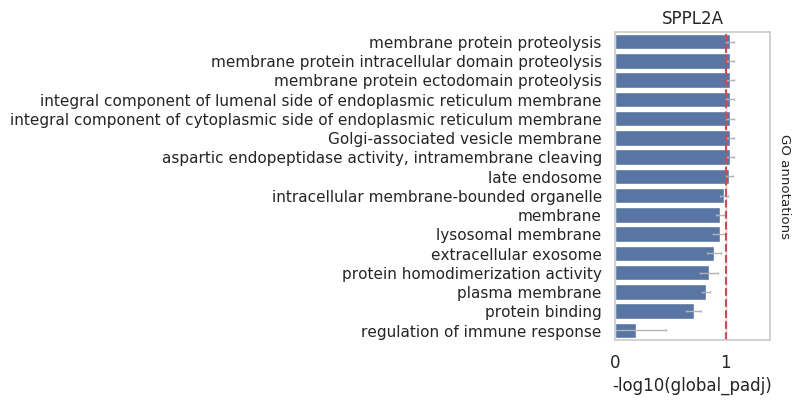 SPPL2A
membrane protein proteolysis
membrane protein intracellular domain proteolysis
membrane protein ectodomain proteolysis
integral component of lumenal side of endoplasmic reticulum membrane
integral component of cytoplasmic side of endoplasmic reticulum membrane
Golgi-associated vesicle membrane
aspartic endopeptidase activity, intramembrane cleaving
late endosome
intracellular membrane-bounded organelle
membrane
lysosomal membrane
extracellular exosome
protein homodimerization activity
plasma membrane
protein binding
regulation of immune response
GO annotations
0 1
-log10(global_padj)